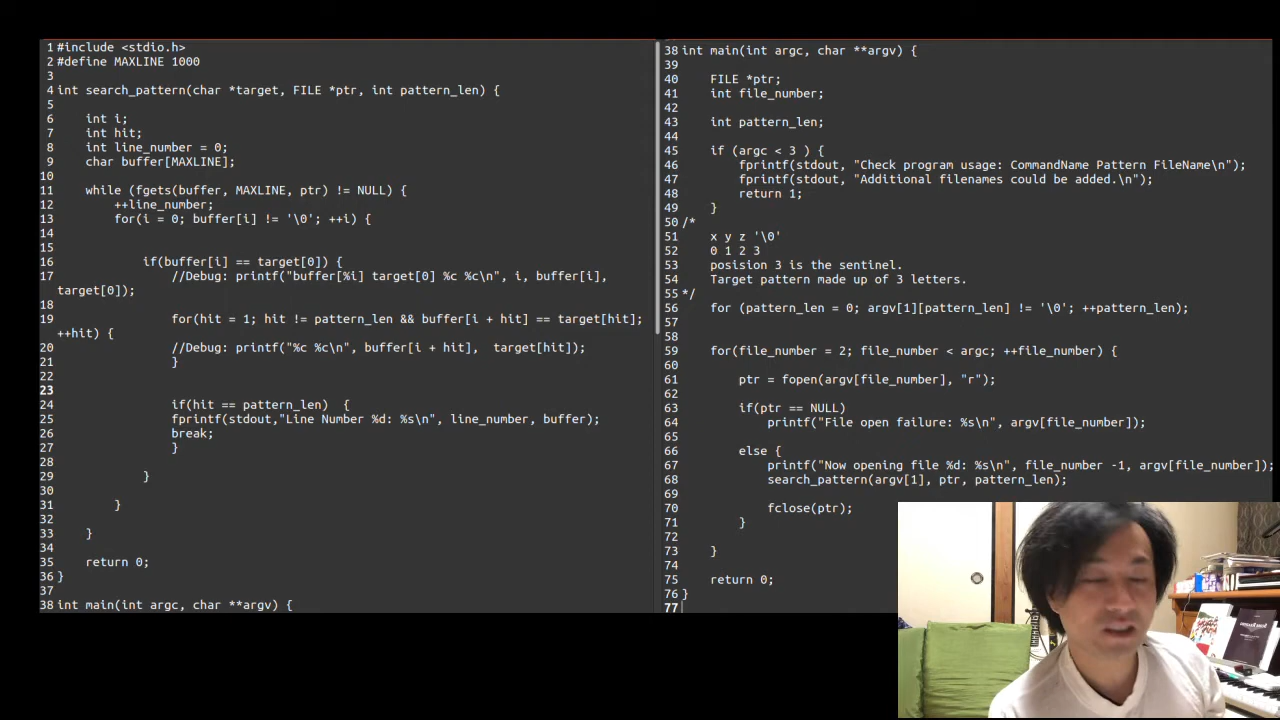 1 #include <stdio.h>
2 #define MAXLINE 1000
3
4 int search_pattern(char *target, FILE *ptr, int pattern_len) {
5
6 int i;
7 int hit;
8 int line_number = 0;
9 char buffer[MAXLINE];
10
11 while (fgets(buffer, MAXLINE, ptr) != NULL) {
12 ++line_number;
13 for(i = 0; buffer[i] != '\0'; ++i) {
14
15
16 if(buffer[i] == target[0]) {
17 //Debug: printf("buffer[%i] target[0] %c %c\n", i, buffer[i],
target[0]);
18
19 for(hit = 1; hit != pattern_len && buffer[i + hit] == target[hit];
++hit) {
20 //Debug: printf("%c %c\n", buffer[i + hit], target[hit]);
21 }
22
23
24 if(hit == pattern_len) {
25 fprintf(stdout,"Line Number %d: %s\n", line_number, buffer);
26 break;
27 }
28
29 }
30
31 }
32
33 }
34
35 return 0;
36 }
37
38 int main(int argc, char **argv) {
38 int main(int argc, char **argv) {
39
40 FILE *ptr;
41 int file_number;
42
43 int pattern_len;
44
45 if (argc < 3 ) {
46 fprintf(stdout, "Check program usage: CommandName Pattern FileName\n");
47 fprintf(stdout, "Additional filenames could be added.\n");
48 return 1;
49 }
50 /*
51 x y z '\0'
52 0 1 2 3
53 posision 3 is the sentinel.
54 Target pattern made up of 3 letters.
55 */
56 for (pattern_len = 0; argv[1][pattern_len] != '\0'; ++pattern_len);
57
58
59 for(file_number = 2; file_number < argc; ++file_number) {
60
61 ptr = fopen(argv[file_number], "r");
62
63 if(ptr == NULL)
64 printf("File open failure: %s\n", argv[file_number]);
65
66 else {
67 printf("Now opening file %d: %s\n", file_number -1, argv[file_number]);
68 search_pattern(argv[1], ptr, pattern_len);
69
70 fclose(ptr);
71 }
72
73 }
74
75 return 0;
76 }
77